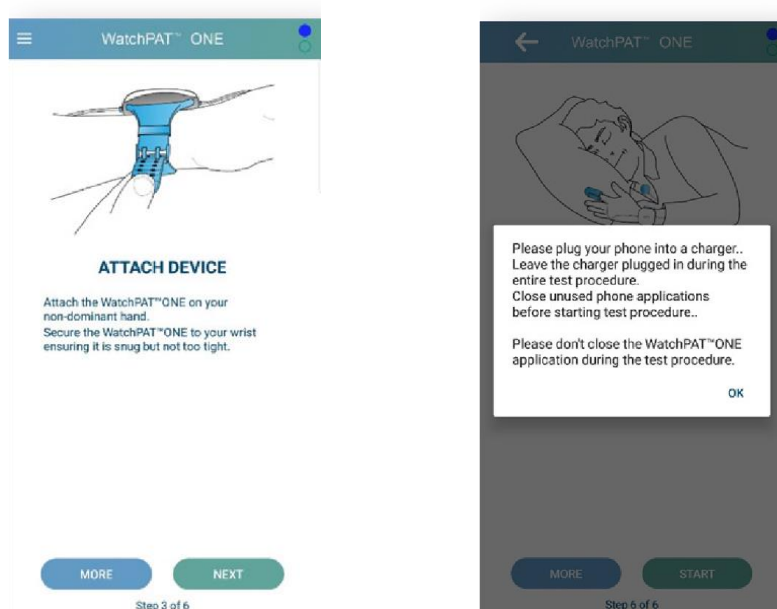 WatchPAT™ ONE
ATTACH DEVICE
Attach the WatchPAT™ONE on your
non-dominant hand.
Secure the WatchPAT™ONE to your wrist
ensuring it is snug but not too tight.
MORE
NEXT
Step 3 of 6
WatchPAT™ ONE
Please plug your phone into a charger..
Leave the charger plugged in during the
entire test procedure.
Close unused phone applications
before starting test procedure..
Please don't close the WatchPAT™ONE
application during the test procedure.
OK
MORE
START
Step 6 of 6